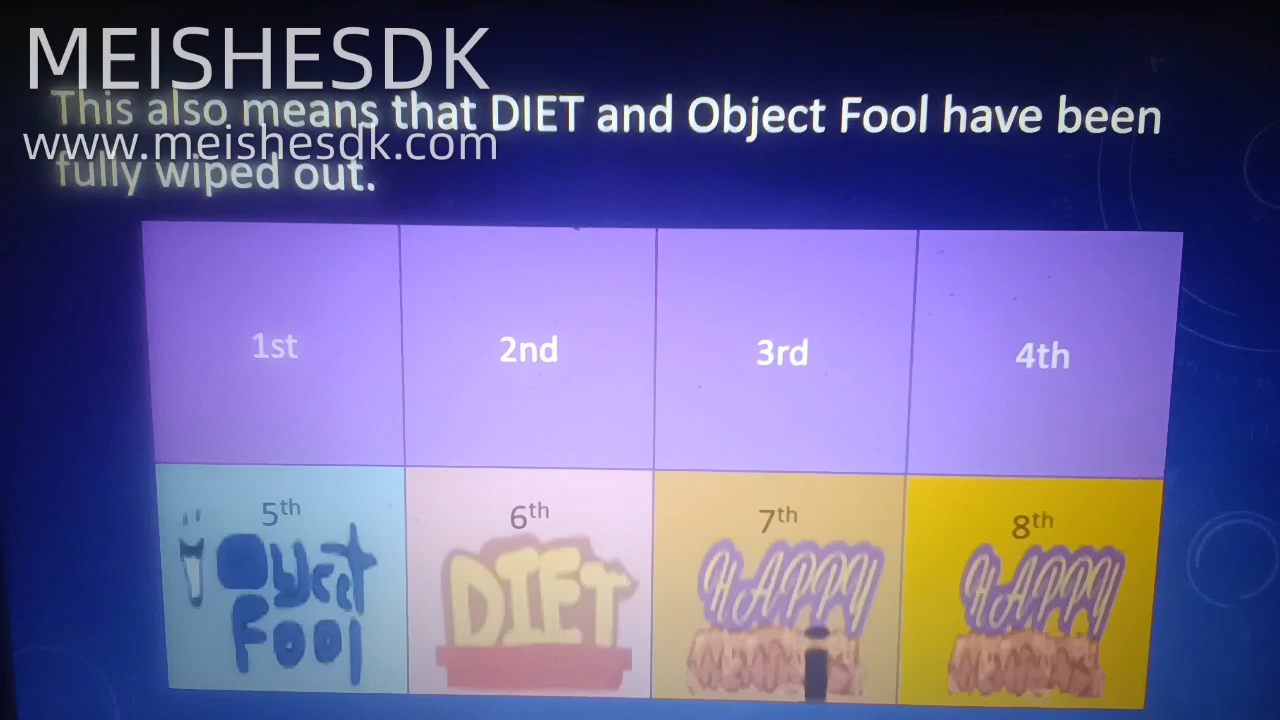 MEISHESDK
This also means that DIET and Object Fool have been
www.meishesdk.com
fully wiped out.
1st 2nd 3rd 4th
5th 6th 7th 8th
Object DIET HAPPY HAPPY
Fool